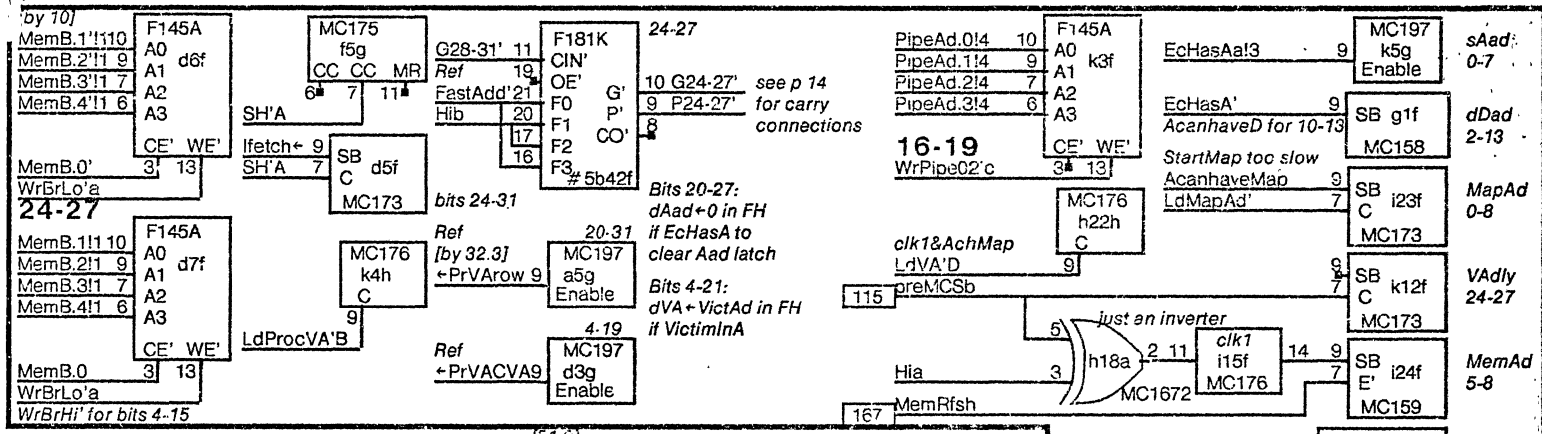 by 10]
MemB.1'!1 10
MemB.2'!1 9
MemB.3'!1 7
MemB.4'!1 6
F145A
A0
A1
A2
A3
d6f
CE' WE'
3 13
MemB.0'
WrBrLo'a
24-27
MemB.1!1 10
MemB.2!1 9
MemB.3!1 7
MemB.4!1 6
F145A
A0
A1
A2
A3
d7f
CE' WE'
3 13
MemB.0
WrBrLo'a
WrBrHi' for bits 4-15
MC175
f5g
CC CC MR
6 7 11
SH'A
Ifetch← 9
SH'A 7
SB
C
d5f
MC173
bits 24-31
MC176
k4h
C
9
LdProcVA'B
G28-31' 11
Ref
19
FastAdd' 21
Hib 20
17
16
F181K
CIN'
OE'
F0
F1
F2
F3
G'
P'
CO'
#5b42f
24-27
10 G24-27'
9 P24-27'
8
see p 14
for carry
connections
Ref
[by 32.3]
←PrVArow 9
20-31
MC197
a5g
Enable
Bits 20-27:
dAad←0 in FH
if EcHasA to
clear Aad latch
Bits 4-21:
dVA←VictAd in FH
if VictimInA
Ref
←PrVACVA 9
4-19
MC197
d3g
Enable
PipeAd.0!4 10
PipeAd.1!4 9
PipeAd.2!4 7
PipeAd.3!4 6
F145A
A0
A1
A2
A3
k3f
CE' WE'
3 13
16-19
WrPipe02'c
MC176
h22h
C
9
clk1&AchMap
LdVA'D
115
preMCSb
just an inverter
5
3
Hia
h18a
MC1672
2 11
clk1
i15f
MC176
14
167
MemRfsh
EcHasAa!3 9
MC197
k5g
Enable
sAad
0-7
EcHasA' 9
AcanhaveD for 10-13
SB g1f
MC158
dDad
2-13
StartMap too slow
AcanhaveMap 9
LdMapAd' 7
SB
C
i23f
MC173
MapAd
0-8
9
7
SB
C
k12f
MC173
VAdly
24-27
9
7
SB
E'
i24f
MC159
MemAd
5-8